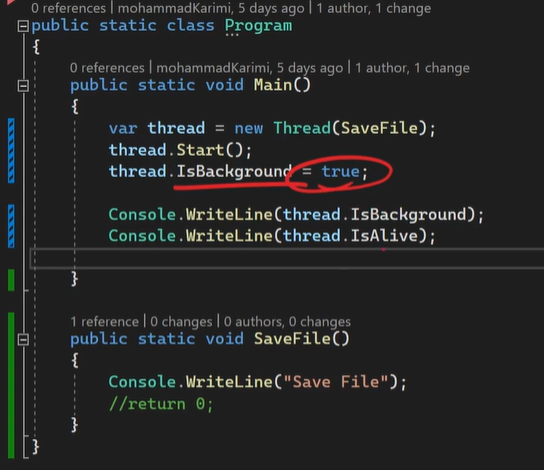 0 references | mohammadKarimi, 5 days ago | 1 author, 1 change
public static class Program
{
0 references | mohammadKarimi, 5 days ago | 1 author, 1 change
public static void Main()
{
var thread = new Thread(SaveFile);
thread.Start();
thread.IsBackground = true;
Console.WriteLine(thread.IsBackground);
Console.WriteLine(thread.IsAlive);
}
1 reference | 0 changes | 0 authors, 0 changes
public static void SaveFile()
{
Console.WriteLine("Save File");
//return 0;
}
}